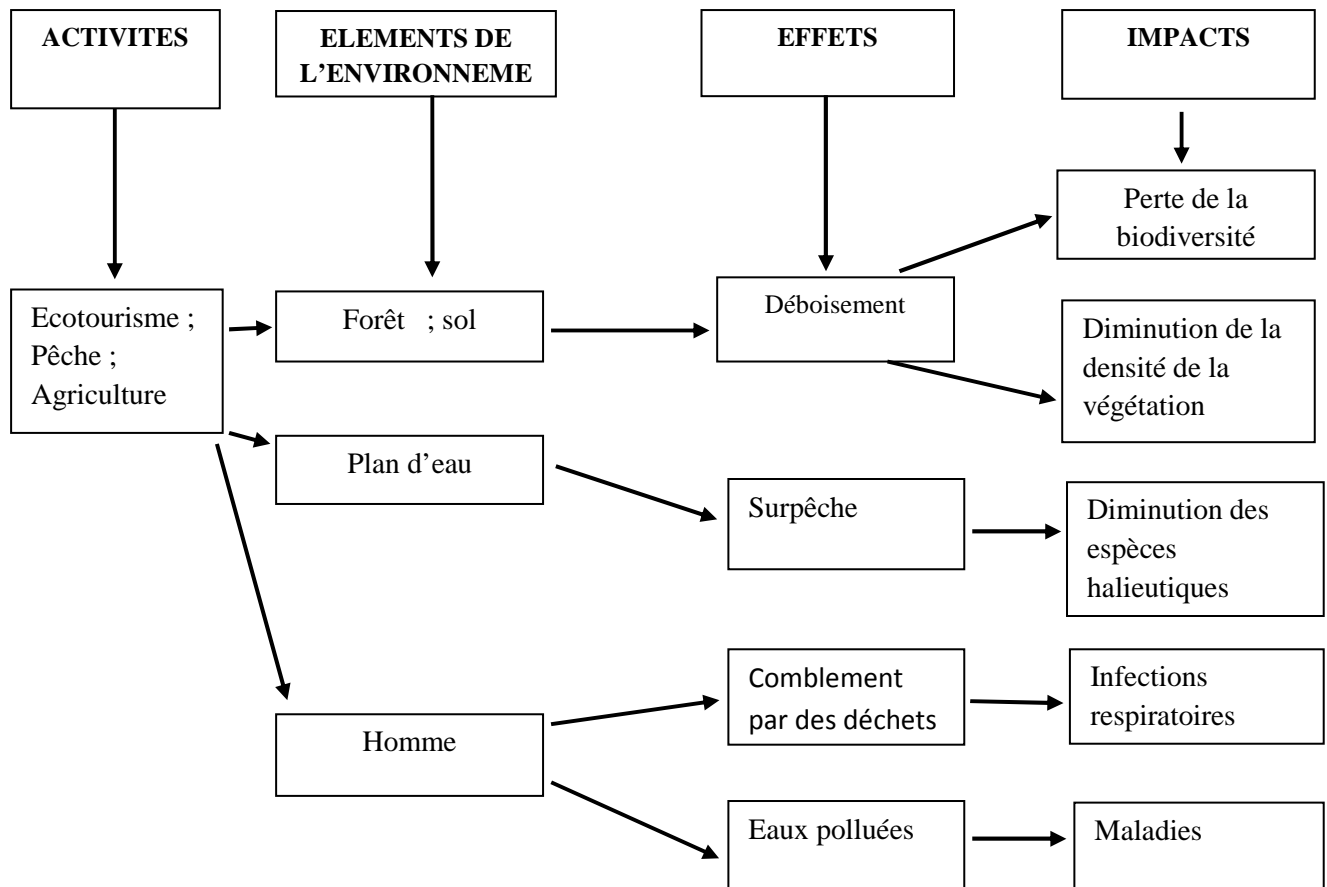 ACTIVITES
ELEMENTS DE
L'ENVIRONNEME
EFFETS
IMPACTS
Ecotourisme ;
Pêche ;
Agriculture
Forêt ; sol
Déboisement
Perte de la
biodiversité
Diminution de la
densité de la
végétation
Plan d'eau
Surpêche
Diminution des
espèces
halieutiques
Homme
Comblement
par des déchets
Infections
respiratoires
Eaux polluées
Maladies